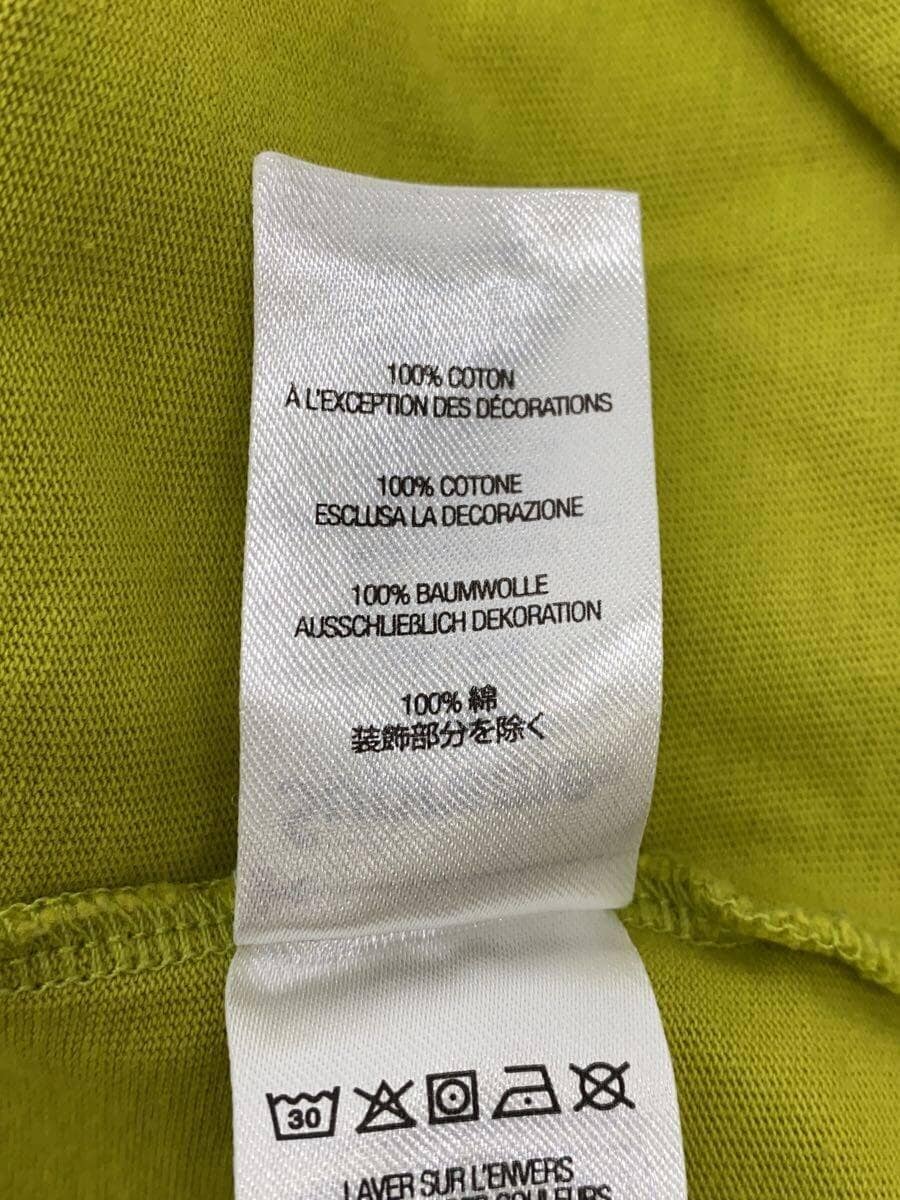 100% COTON
À L'EXCEPTION DES DÉCORATIONS
100% COTONE
ESCLUSA LA DECORAZIONE
100% BAUMWOLLE
AUSSCHLIEßLICH DEKORATION
100% 綿
装飾部分を除く
30
LAVER SUR L'ENVERS
COULEURS